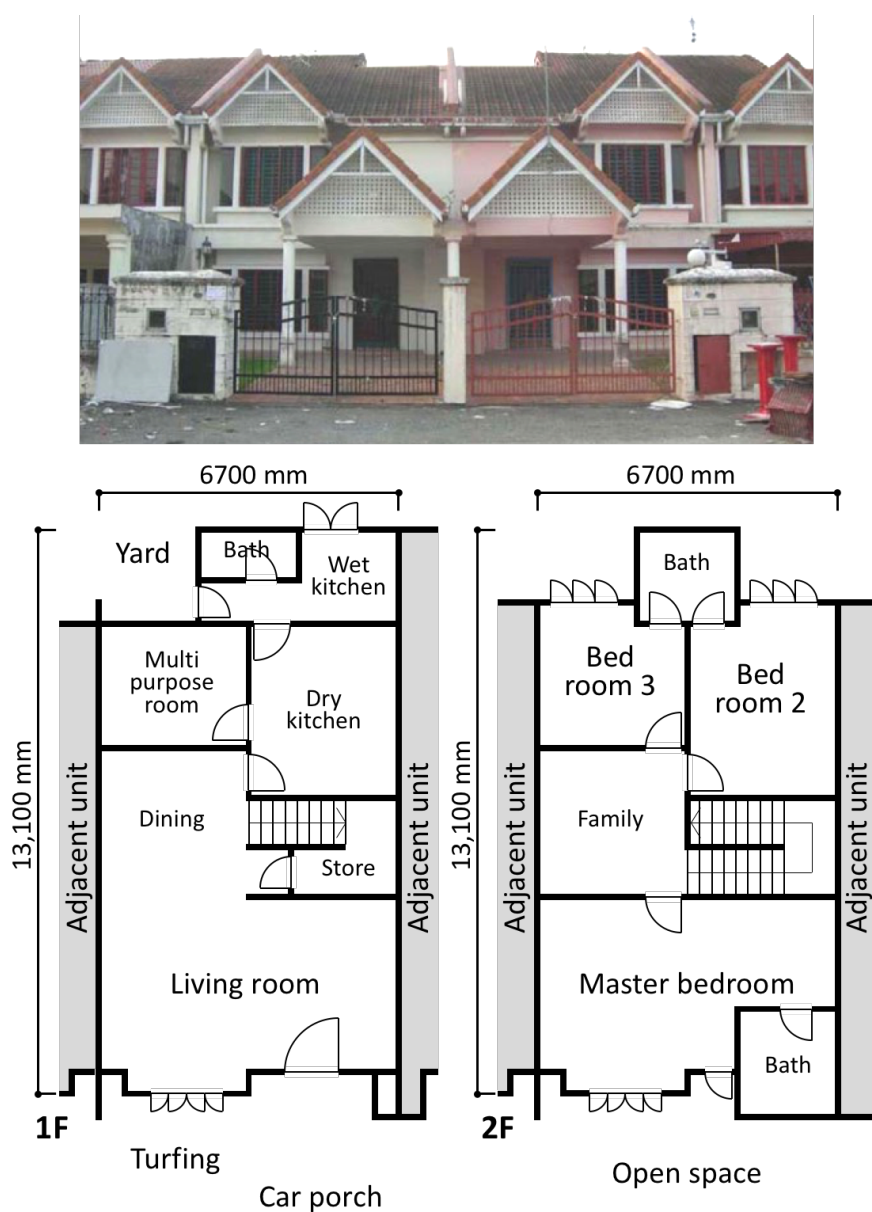 6700 mm
6700 mm
Yard
Bath
Wet
kitchen
Multi
purpose
room
Dry
kitchen
Dining
Store
Living room
Adjacent unit
Adjacent unit
13,100 mm
1F
Turfing
Car porch
Bath
Bed
room 3
Bed
room 2
Family
Master bedroom
Bath
Adjacent unit
Adjacent unit
13,100 mm
2F
Open space